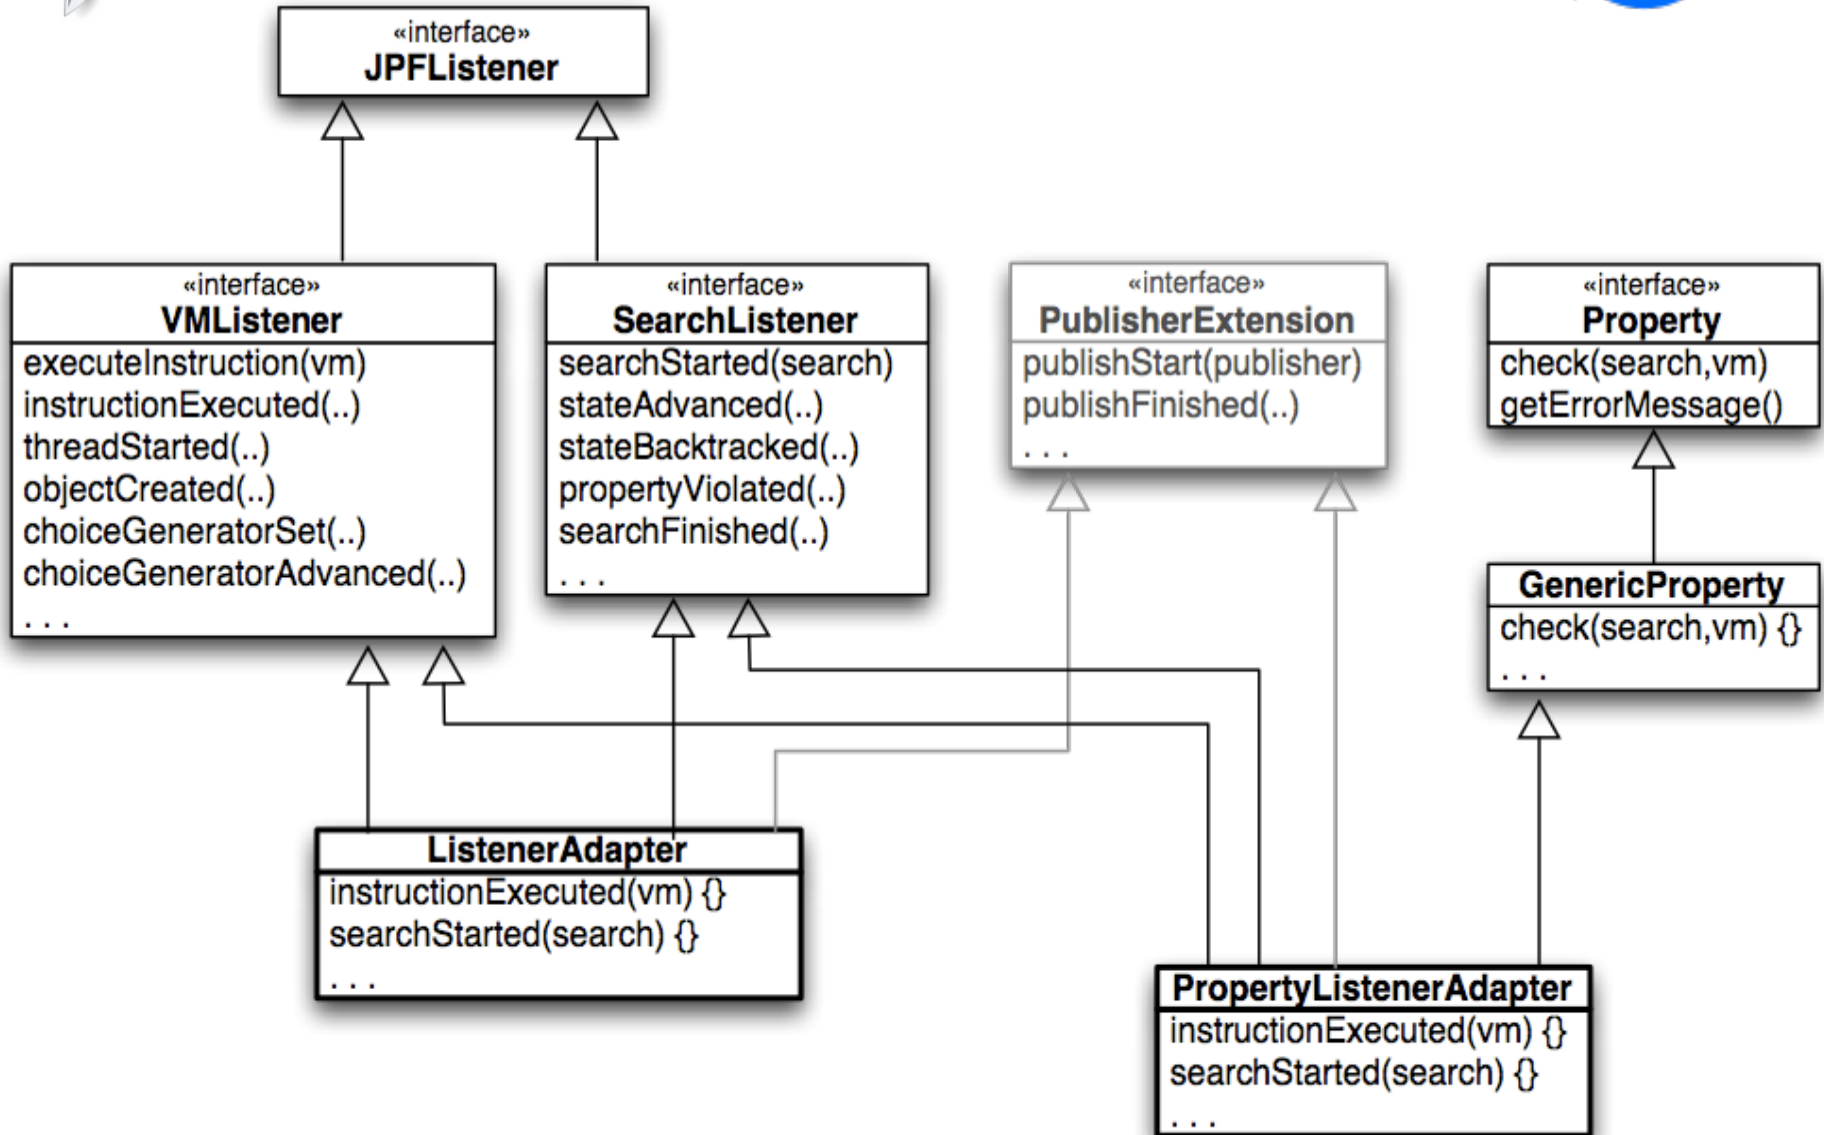 «interface»
JPFListener
«interface»
VMListener
executeInstruction(vm)
instructionExecuted(..)
threadStarted(..)
objectCreated(..)
choiceGeneratorSet(..)
choiceGeneratorAdvanced(..)
. . .
«interface»
SearchListener
searchStarted(search)
stateAdvanced(..)
stateBacktracked(..)
propertyViolated(..)
searchFinished(..)
. . .
«interface»
PublisherExtension
publishStart(publisher)
publishFinished(..)
. . .
«interface»
Property
check(search,vm)
getErrorMessage()
GenericProperty
check(search,vm) {}
. . .
ListenerAdapter
instructionExecuted(vm) {}
searchStarted(search) {}
. . .
PropertyListenerAdapter
instructionExecuted(vm) {}
searchStarted(search) {}
. . .